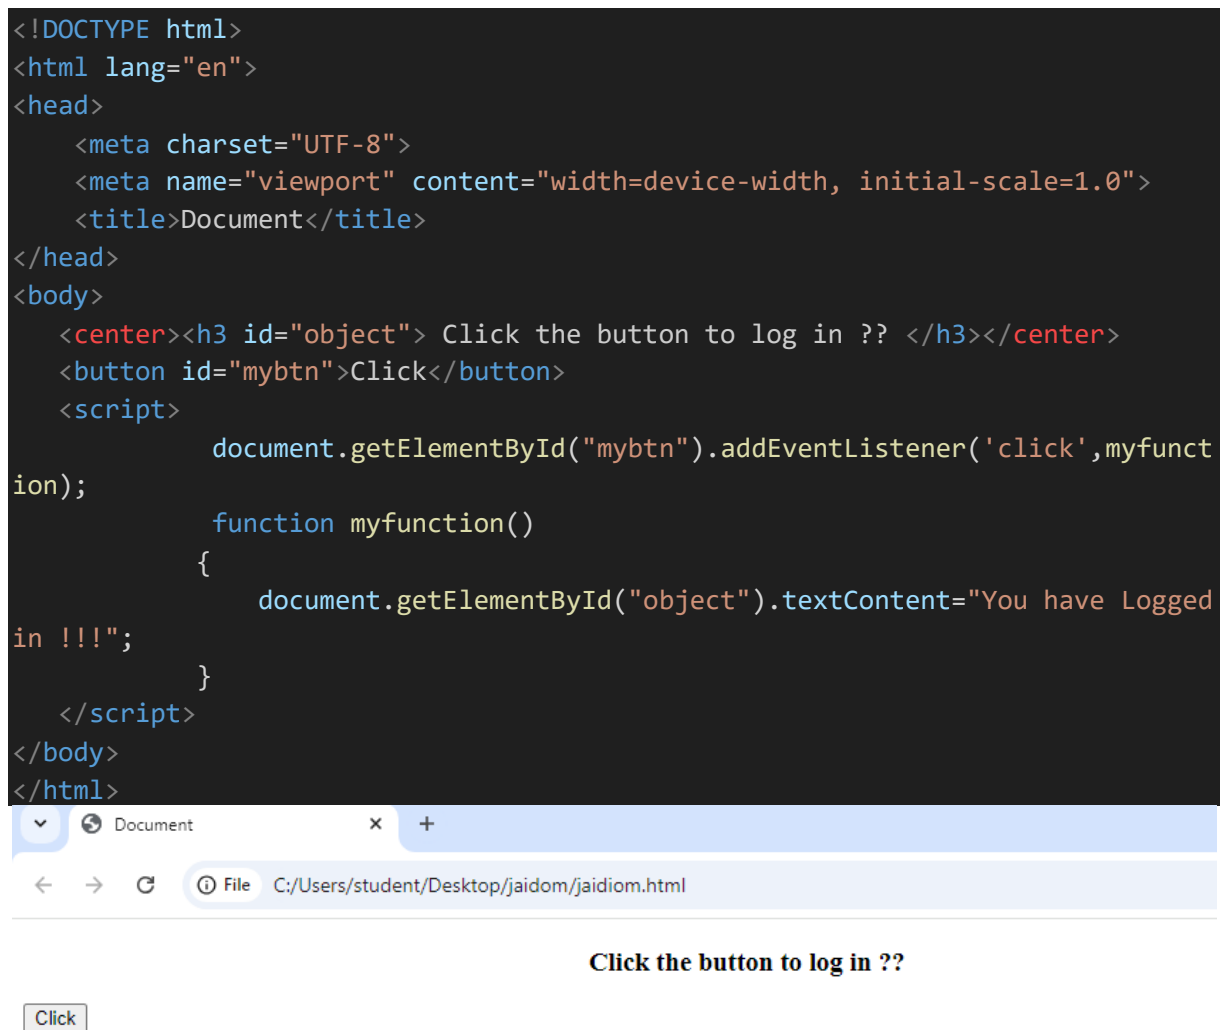 <!DOCTYPE html>
<html lang="en">
<head>
    <meta charset="UTF-8">
    <meta name="viewport" content="width=device-width, initial-scale=1.0">
    <title>Document</title>
</head>
<body>
   <center><h3 id="object"> Click the button to log in ?? </h3></center>
   <button id="mybtn">Click</button>
   <script>
             document.getElementById("mybtn").addEventListener('click',myfunct
ion);
             function myfunction()
            {
                document.getElementById("object").textContent="You have Logged
in !!!";
            }
   </script>
</body>
</html>
Document
File C:/Users/student/Desktop/jaidom/jaidiom.html
Click the button to log in ??
Click